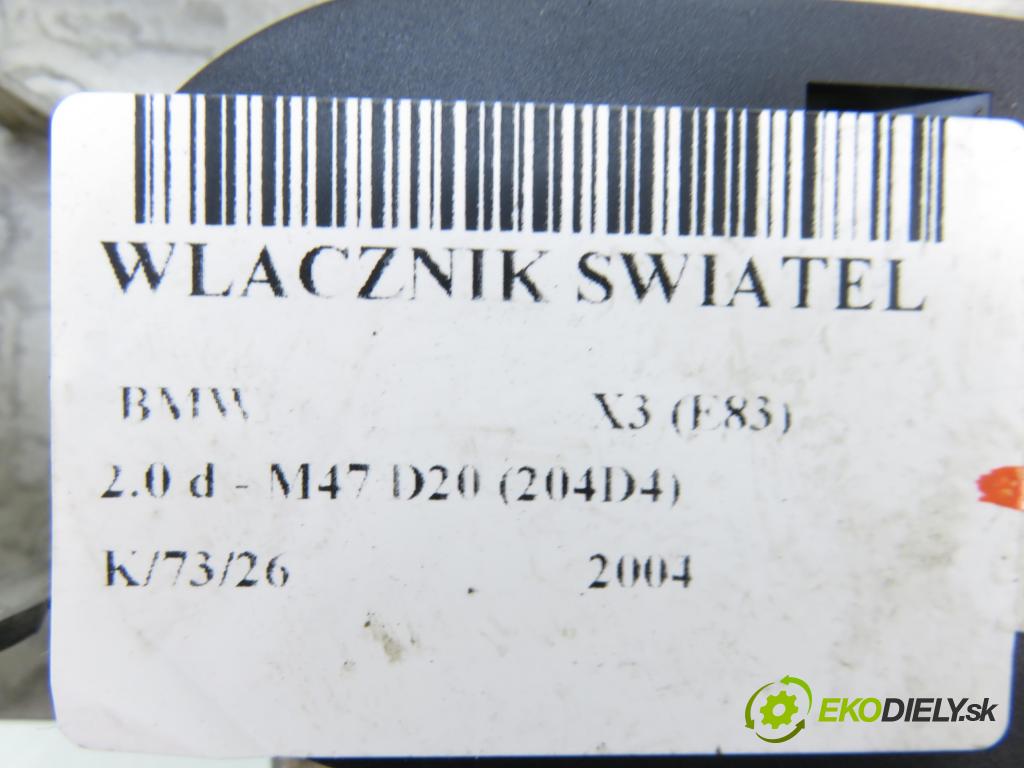 WLACZNIK SWIATEL
BMW X3 (E83)
2.0 d - M47 D20 (204D4)
K/73/26 2004
EKODIELY.sk